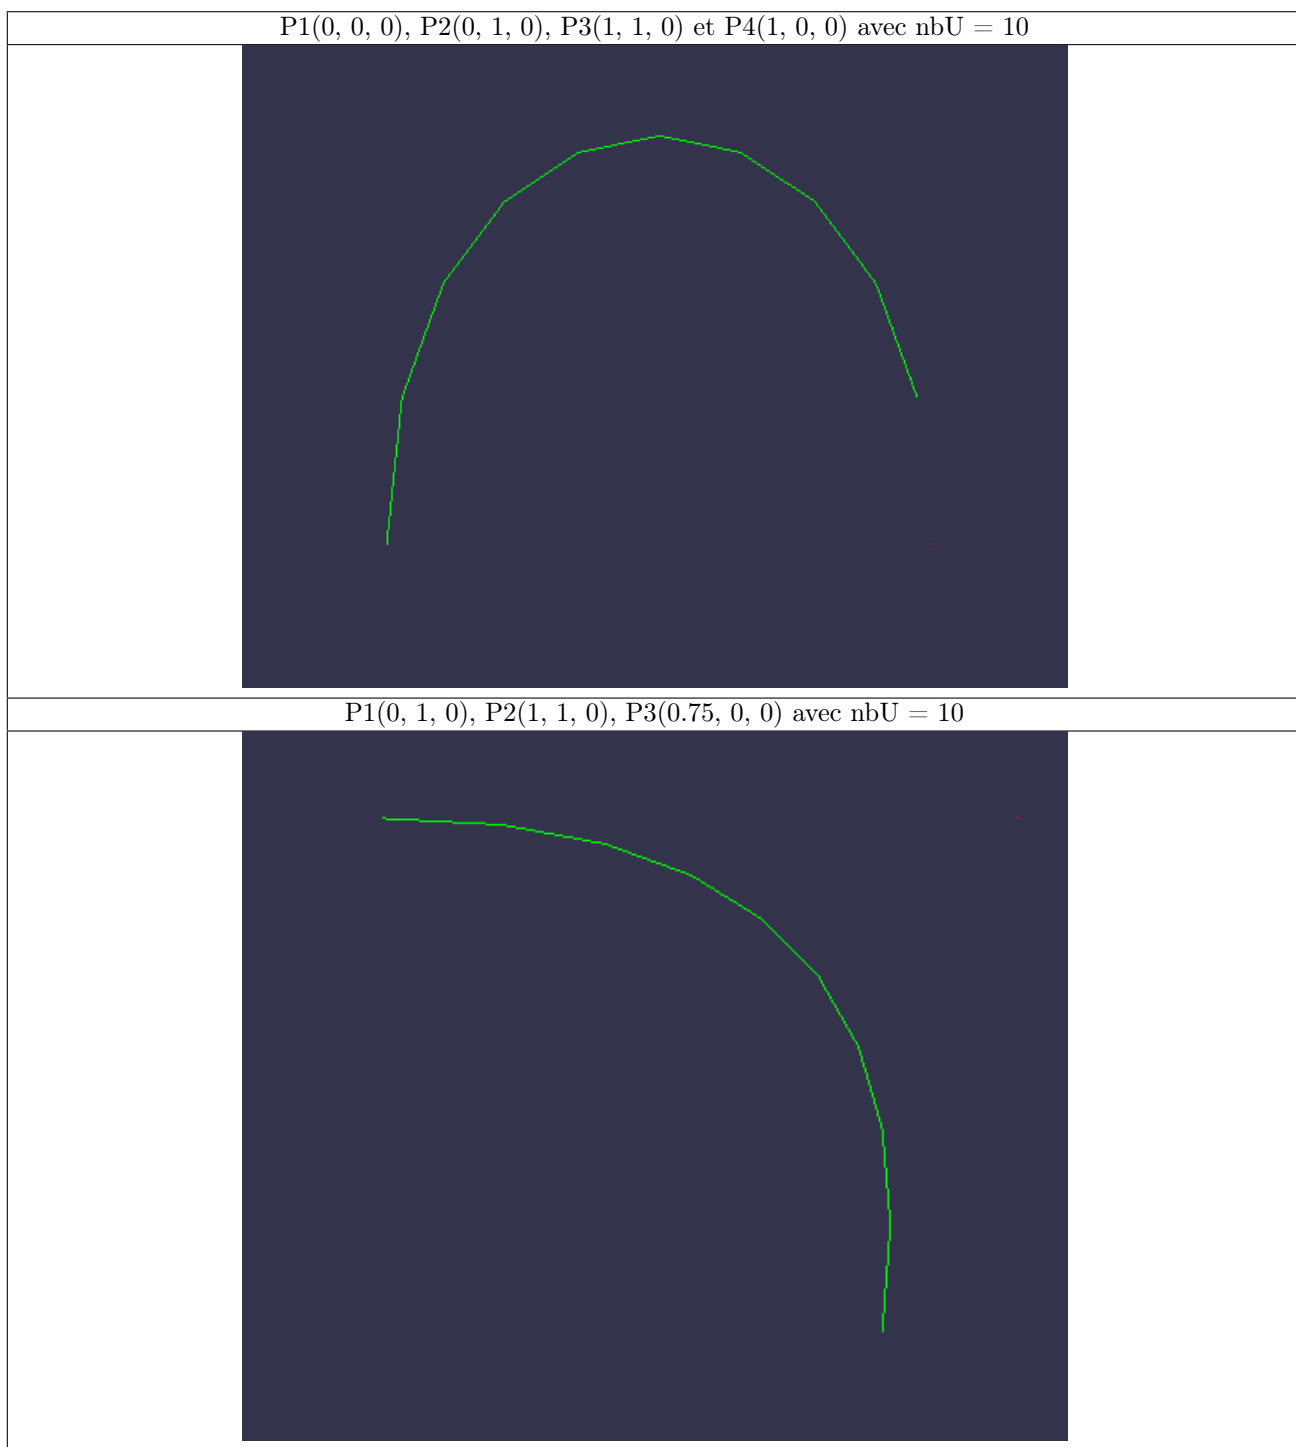 P1(0, 0, 0), P2(0, 1, 0), P3(1, 1, 0) et P4(1, 0, 0) avec nbU = 10
P1(0, 1, 0), P2(1, 1, 0), P3(0.75, 0, 0) avec nbU = 10